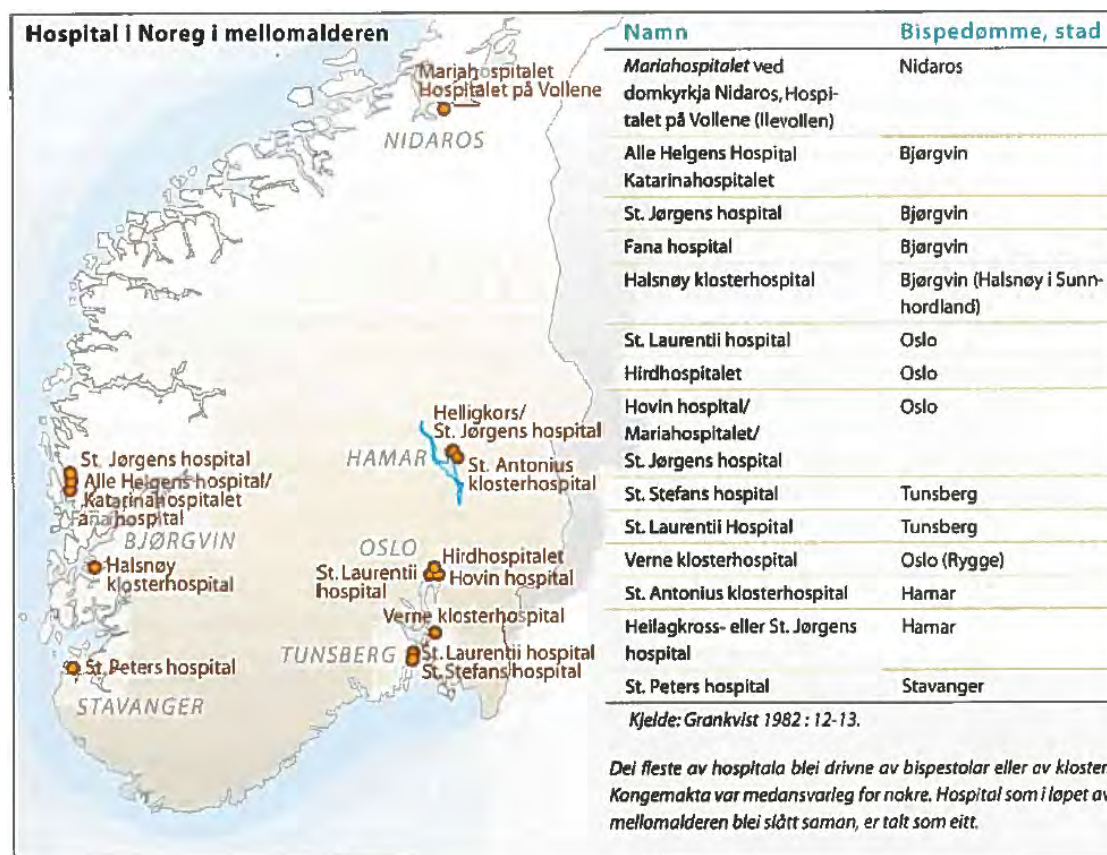 Hospital i Noreg i mellomalderen
Mariahospitalet
Hospitalet på Vollene
NIDAROS
Helligkors/
St. Jørgens hospital
HAMAR
St. Antonius
klosterhospital
St. Jørgens hospital
Alle Helgens hospital/
Katarinahospitalet
ana hospital
BJØRGVIN
Halsnøy
klosterhospital
OSLO
Hirdhospitalet
St. Laurentii
hospital
Hovin hospital
Verne klosterhospital
TUNSBERG
St. Laurentii hospital
St. Stefans hospital
St. Peters hospital
STAVANGER
Namn Bispedømme, stad
Mariahospitalet ved Nidaros
domkyrkja Nidaros, Hospi-
talet på Vollene (Ilevollen)
Alle Helgens Hospital Bjørgvin
Katarinahospitalet
St. Jørgens hospital Bjørgvin
Fana hospital Bjørgvin
Halsnøy klosterhospital Bjørgvin (Halsnøy i Sunn-
hordland)
St. Laurentii hospital Oslo
Hirdhospitalet Oslo
Hovin hospital/ Oslo
Mariahospitalet/
St. Jørgens hospital
St. Stefans hospital Tunsberg
St. Laurentii Hospital Tunsberg
Verne klosterhospital Oslo (Rygge)
St. Antonius klosterhospital Hamar
Heilagkross- eller St. Jørgens Hamar
hospital
St. Peters hospital Stavanger
Kjelde: Grankvist 1982 : 12-13.
Dei fleste av hospitala blei drivne av bispestolar eller av kloster.
Kongemakta var medansvarleg for nokre. Hospital som i løpet av
mellomalderen blei slått saman, er talt som eitt.